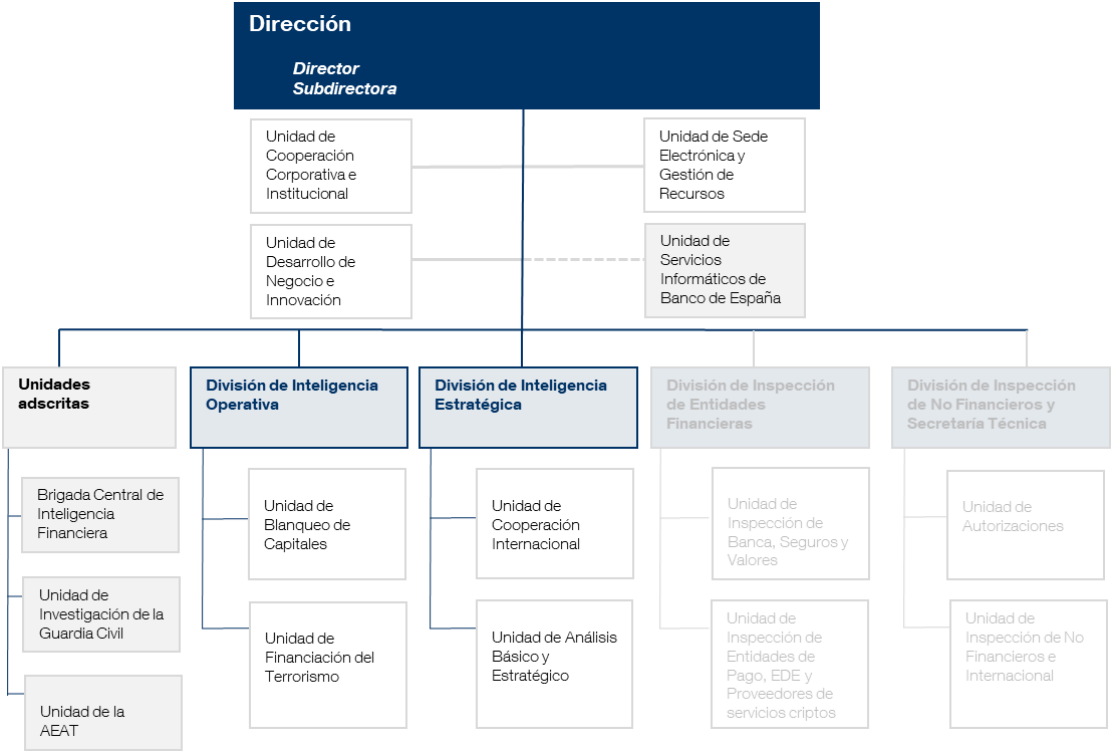 Dirección
Director
Subdirectora
Unidad de
Cooperación
Corporativa e
Institucional
Unidad de Sede
Electrónica y
Gestión de
Recursos
Unidad de
Desarrollo de
Negocio e
Innovación
Unidad de
Servicios
Informáticos de
Banco de España
Unidades
adscritas
División de Inteligencia
Operativa
División de Inteligencia
Estratégica
División de Inspección
de Entidades
Financieras
División de Inspección
de No Financieros y
Secretaría Técnica
Brigada Central de
Inteligencia
Financiera
Unidad de
Investigación de la
Guardia Civil
Unidad de la
AEAT
Unidad de
Blanqueo de
Capitales
Unidad de
Financiación del
Terrorismo
Unidad de
Cooperación
Internacional
Unidad de Análisis
Básico y
Estratégico
Unidad de
Inspección de
Banca, Seguros y
Valores
Unidad de
Inspección de
Entidades de
Pago, EDE y
Proveedores de
servicios criptos
Unidad de
Autorizaciones
Unidad de
Inspección de No
Financieros e
Internacional